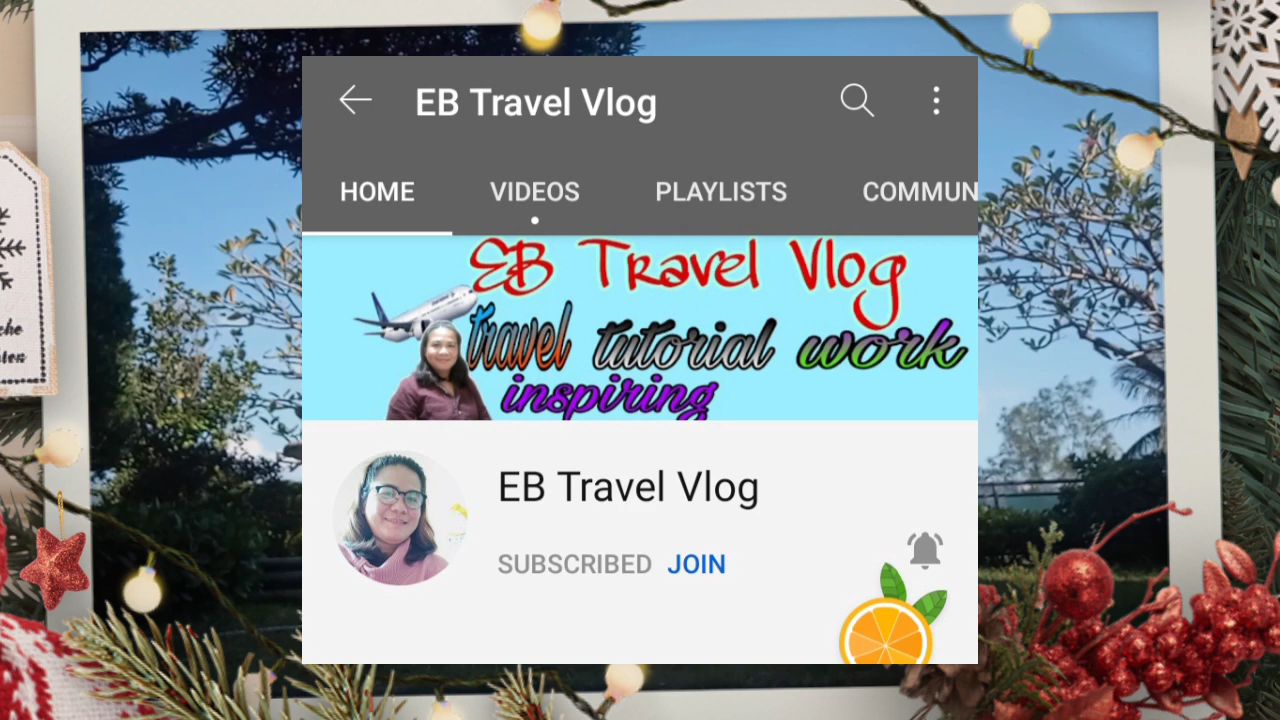 EB Travel Vlog
HOME VIDEOS PLAYLISTS COMMUN
EB Travel Vlog
travel tutorial work
inspiring
EB Travel Vlog
SUBSCRIBED JOIN